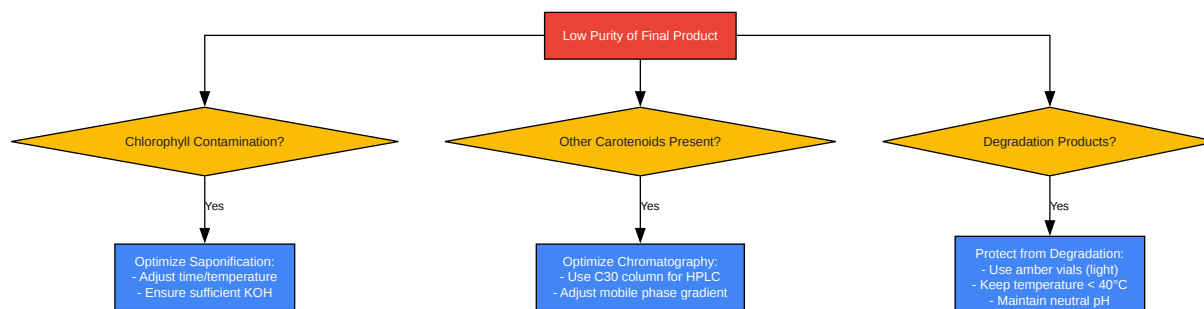 Low Purity of Final Product
Chlorophyll Contamination?
Other Carotenoids Present?
Degradation Products?
Yes
Yes
Yes
Optimize Saponification:
- Adjust time/temperature
- Ensure sufficient KOH
Optimize Chromatography:
- Use C30 column for HPLC
- Adjust mobile phase gradient
Protect from Degradation:
- Use amber vials (light)
- Keep temperature < 40°C
- Maintain neutral pH